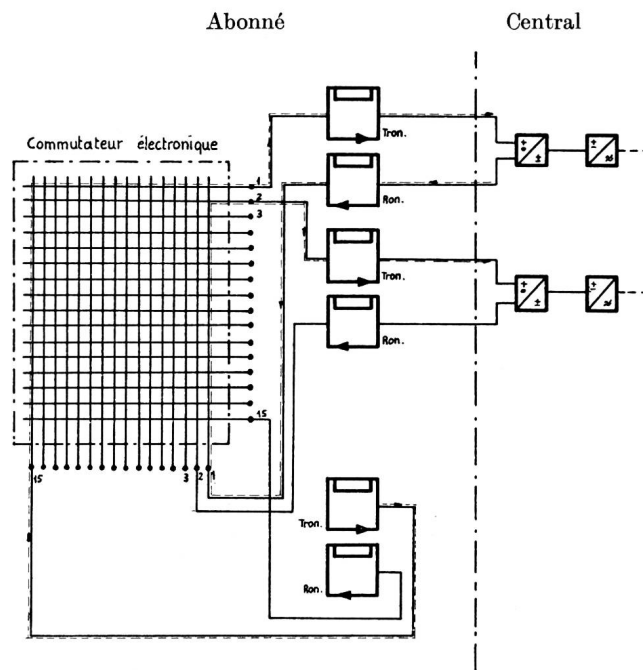 Abonné Central
Commutateur électronique
Tron.
Ron.
Tron.
Ron.
1
2
3
15
15 3 2 1
Tron.
Ron.